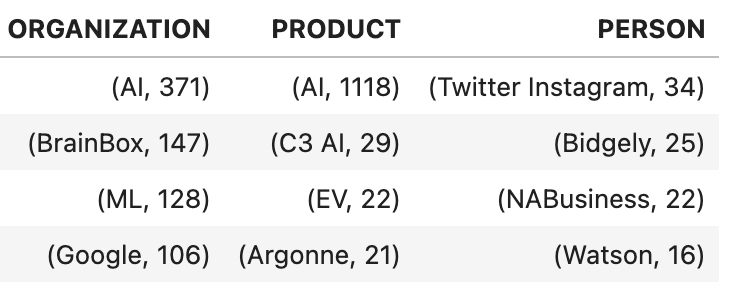 ORGANIZATION PRODUCT PERSON
(AI, 371) (AI, 1118) (Twitter Instagram, 34)
(BrainBox, 147) (C3 AI, 29) (Bidgely, 25)
(ML, 128) (EV, 22) (NABusiness, 22)
(Google, 106) (Argonne, 21) (Watson, 16)